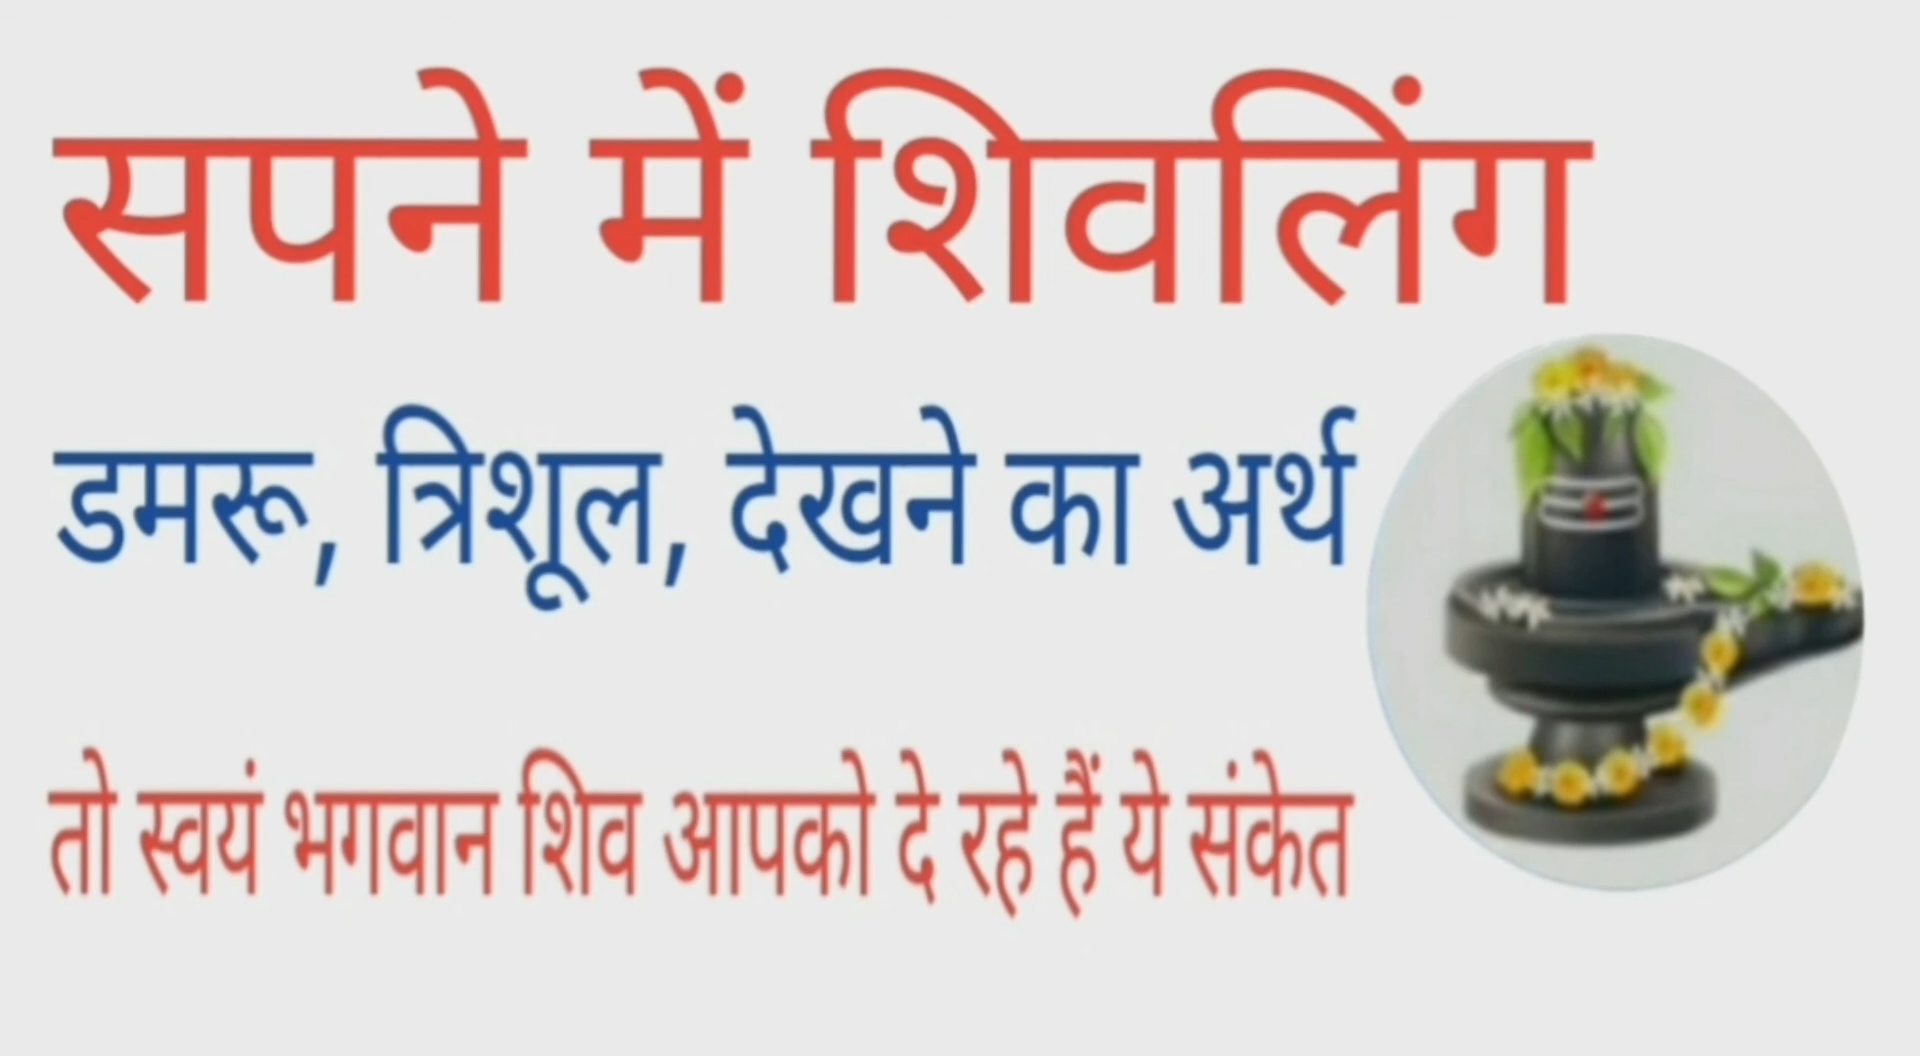 सपने में शिवलिंग
डमरू, त्रिशूल, देखने का अर्थ
तो स्वयं भगवान शिव आपको दे रहे हैं ये संकेत